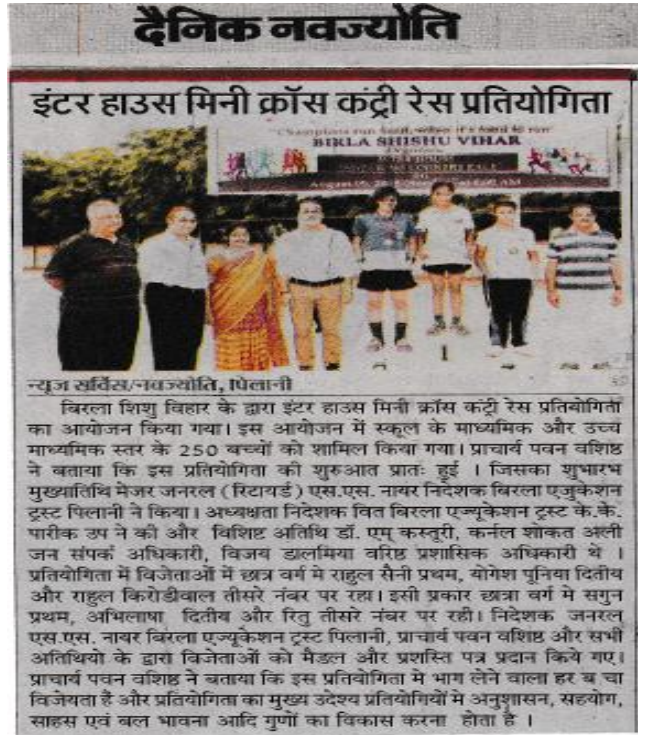 दैनिक नवज्योति
इंटर हाउस मिनी क्रॉस कंट्री रेस प्रतियोगिता
BIRLA SHISHU VIHAR
1
न्यूज सर्विस/नवज्योति, पिलानी
बिरला शिशु विहार के द्वारा इंटर हाउस मिनी क्रॉस कंट्री रेस प्रतियोगिता
का आयोजन किया गया। इस आयोजन में स्कूल के माध्यमिक और उच्च
माध्यमिक स्तर के 250 बच्चों को शामिल किया गया। प्राचार्य पवन वशिष्ठ
ने बताया कि इस प्रतियोगिता की शुरुआत प्रातः हुई । जिसका शुभारभ
मुख्यातिथि मेजर जनरल (रिटायर्ड) एस.एस. नायर निदेशक बिरला एजुकेशन
ट्रस्ट पिलानी ने किया। अध्यक्षता निदेशक वित बिरला एज्यूकेशन ट्रस्ट के.के.
पारीक उप ने की और विशिष्ट अतिथि डॉ. एम् कस्तूरी, कर्नल शौकत अली
जन संपर्क अधिकारी, विजय डालमिया वरिष्ठ प्रशासिक अधिकारी थे ।
प्रतियोगिता में विजेताओं में छात्र वर्ग मे राहुल सैनी प्रथम, योगेश पूनिया दितीय
और राहुल किरोडीवाल तीसरे नंबर पर रहा। इसी प्रकार छात्रा वर्ग मे सगुन
प्रथम, अभिलाषा दितीय और रितु तीसरे नंबर पर रही। निदेशक जनरल
एस.एस. नायर बिरला एज्यूकेशन ट्रस्ट पिलानी, प्राचार्य पवन वशिष्ठ और सभी
अतिथियो के द्वारा विजेताओं को मैडल और प्रशस्ति पत्र प्रदान किये गए।
प्राचार्य पवन वशिष्ठ ने बताया कि इस प्रतियोगिता मे भाग लेने वाला हर ब चा
विजेयता हैं और प्रतियोगिता का मुख्य उदेश्य प्रतियोगियों मे अनुशासन, सहयोग,
साहस एवं बल भावना आदि गुणों का विकास करना होता है ।